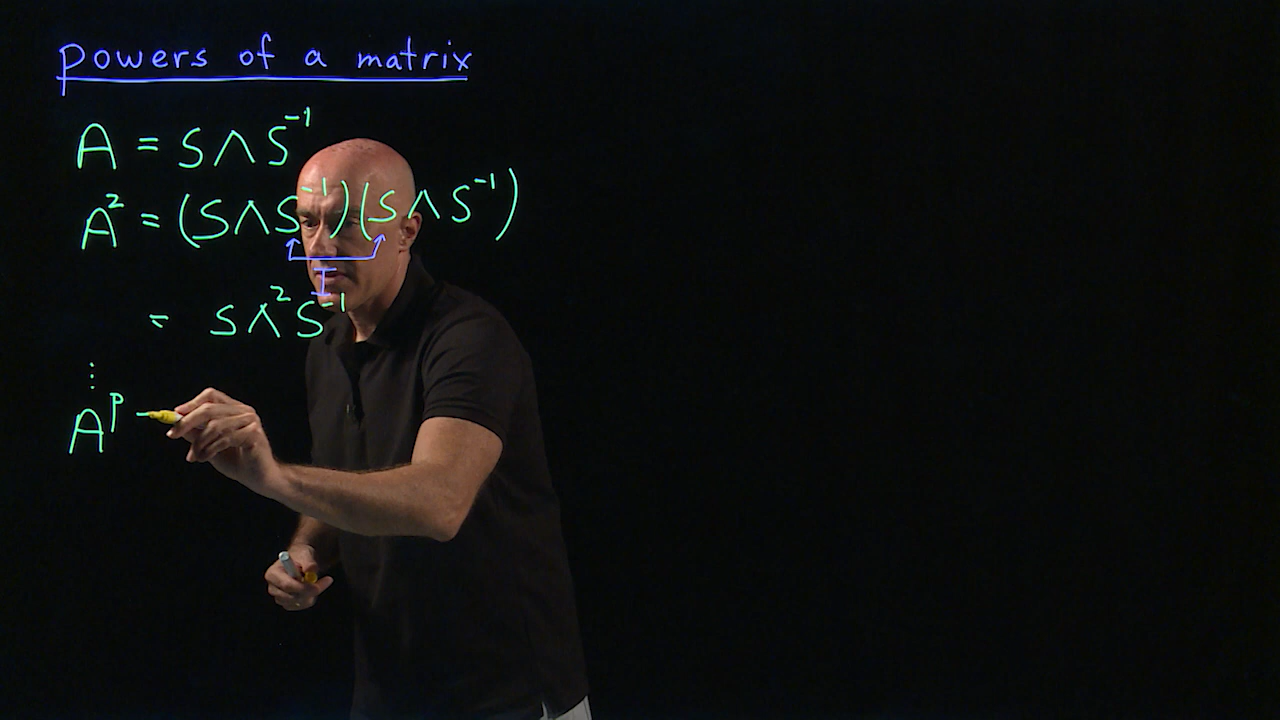 powers of a matrix
A = SΛS⁻¹
A² = (SΛS⁻¹)(SΛS⁻¹)
I
= SΛ²S⁻¹
⋮
Aᵖ -